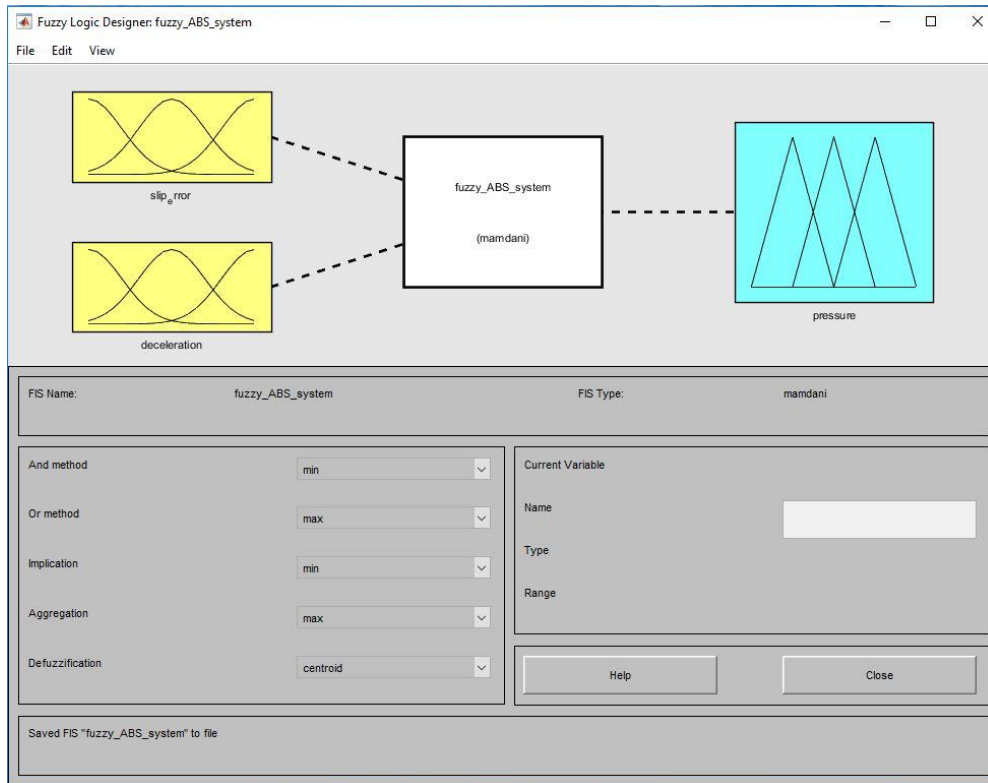 Fuzzy Logic Designer: fuzzy_ABS_system
File Edit View
slip_error
fuzzy_ABS_system
(mamdani)
deceleration
pressure
FIS Name: fuzzy_ABS_system FIS Type: mamdani
And method min
Or method max
Implication min
Aggregation max
Defuzzification centroid
Current Variable
Name
Type
Range
Help Close
Saved FIS "fuzzy_ABS_system" to file